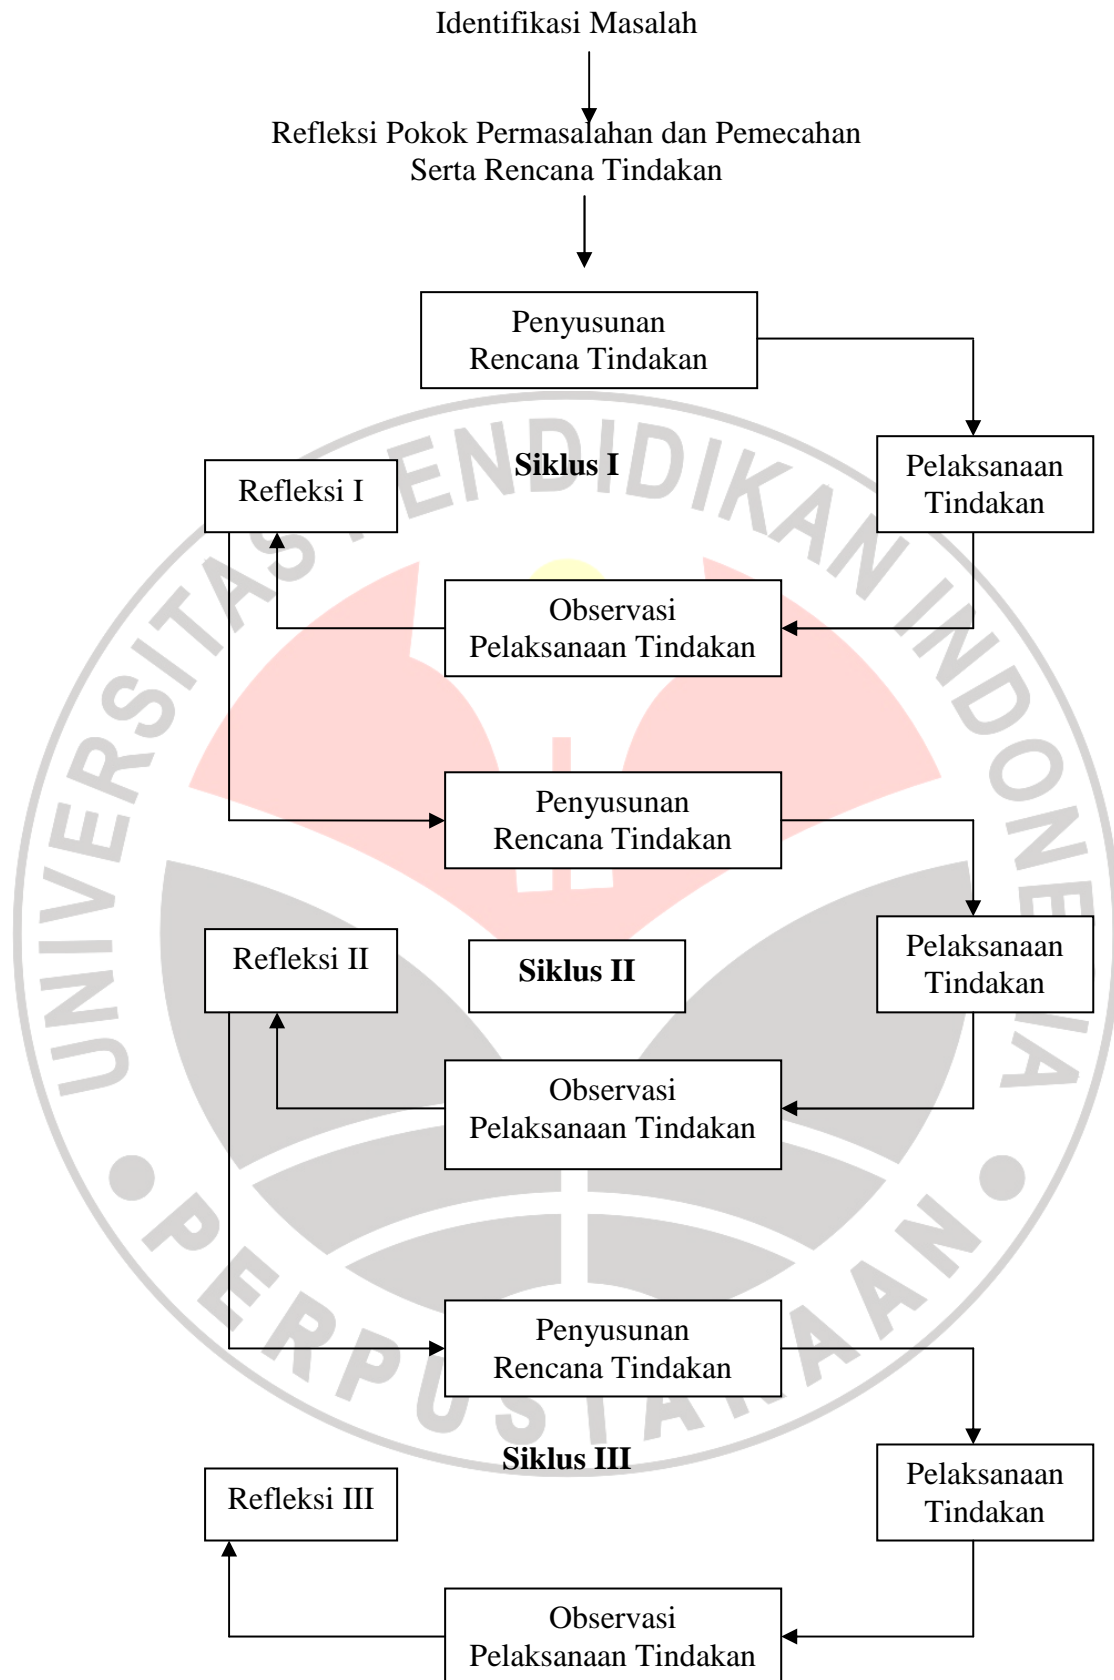 Identifikasi Masalah
Refleksi Pokok Permasalahan dan Pemecahan
Serta Rencana Tindakan
Penyusunan
Rencana Tindakan
Siklus I
Pelaksanaan
Tindakan
Refleksi I
Observasi
Pelaksanaan Tindakan
Penyusunan
Rencana Tindakan
Pelaksanaan
Tindakan
Refleksi II
Siklus II
Observasi
Pelaksanaan Tindakan
Penyusunan
Rencana Tindakan
Siklus III
Pelaksanaan
Tindakan
Refleksi III
Observasi
Pelaksanaan Tindakan
UNIVERSITAS PENDIDIKAN INDONESIA
PERPUSTAKAAN